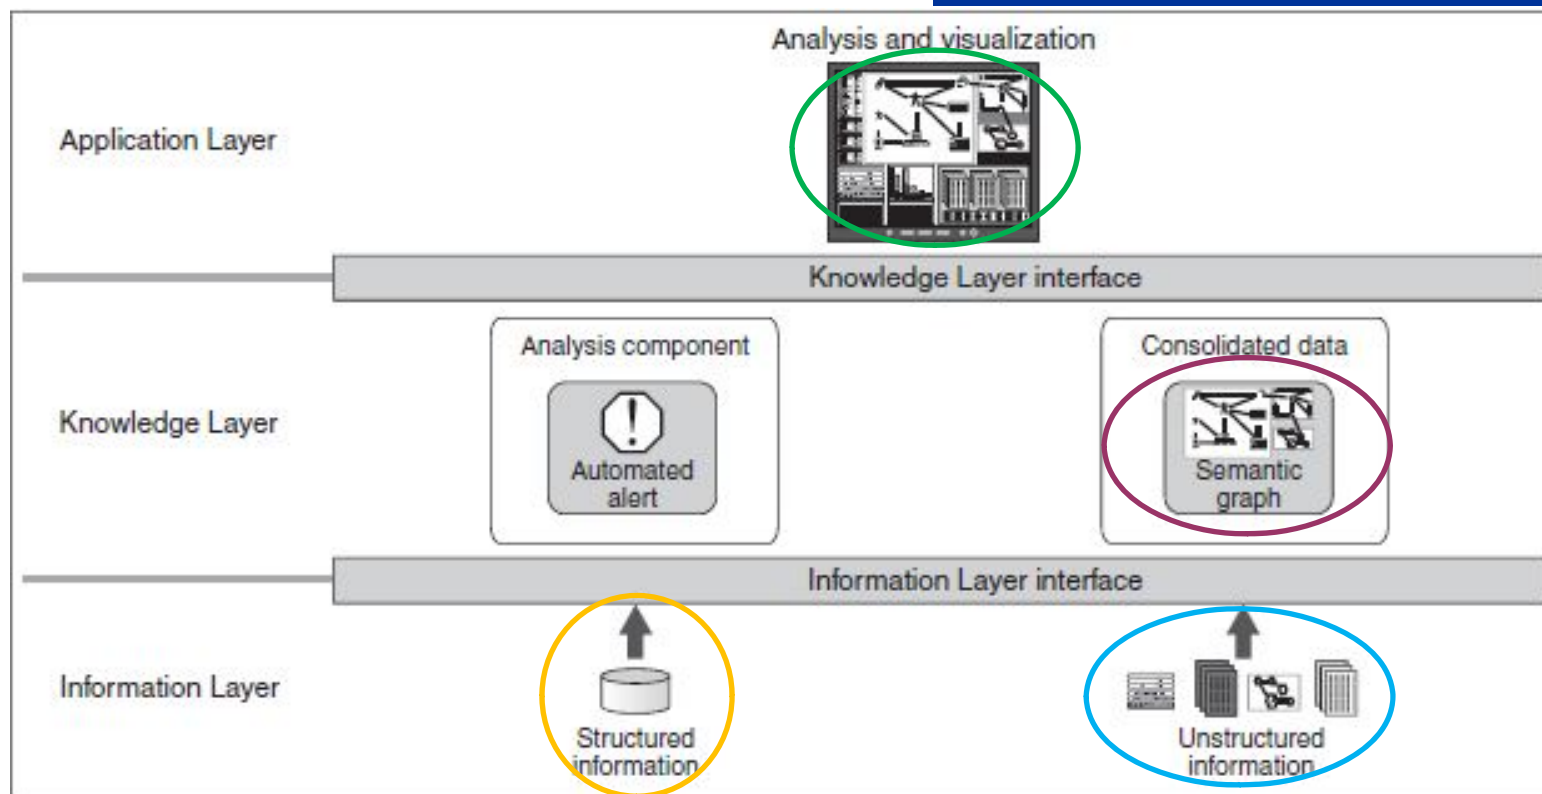 Analysis and visualization
Application Layer
Knowledge Layer interface
Analysis component
Consolidated data
Knowledge Layer
Automated
alert
Semantic
graph
Information Layer interface
Information Layer
Structured
information
Unstructured
information